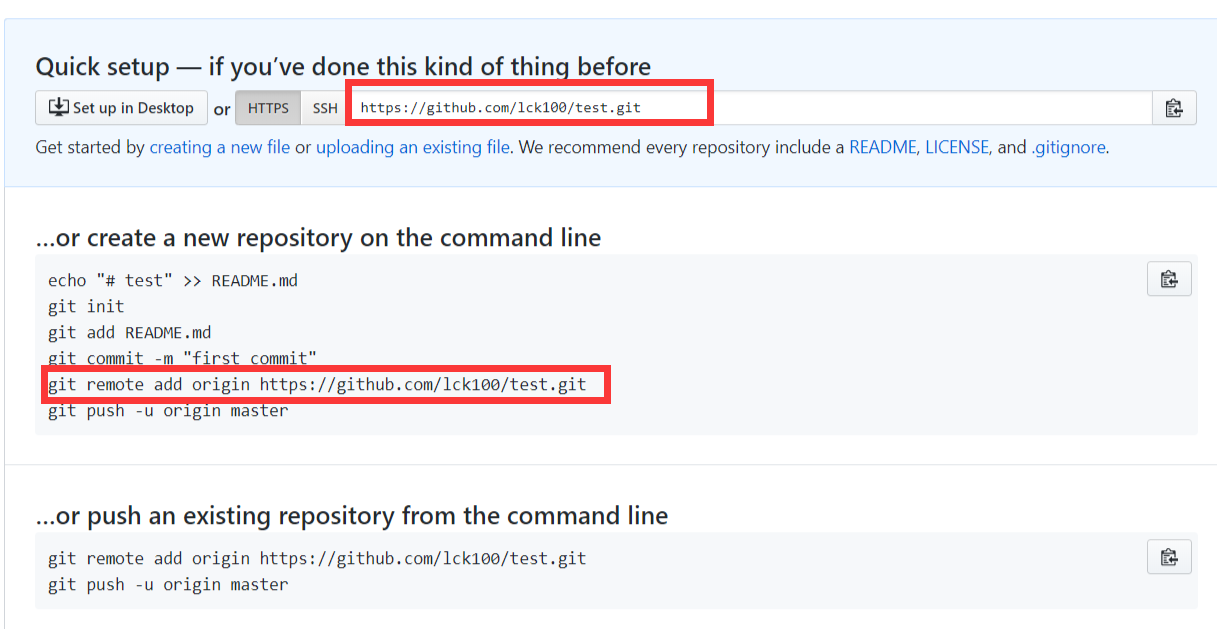 Quick setup — if you’ve done this kind of thing before
Set up in Desktop or HTTPS SSH https://github.com/lck100/test.git
Get started by creating a new file or uploading an existing file. We recommend every repository include a README, LICENSE, and .gitignore.
…or create a new repository on the command line
echo "# test" >> README.md
git init
git add README.md
git commit -m "first commit"
git remote add origin https://github.com/lck100/test.git
git push -u origin master
…or push an existing repository from the command line
git remote add origin https://github.com/lck100/test.git
git push -u origin master